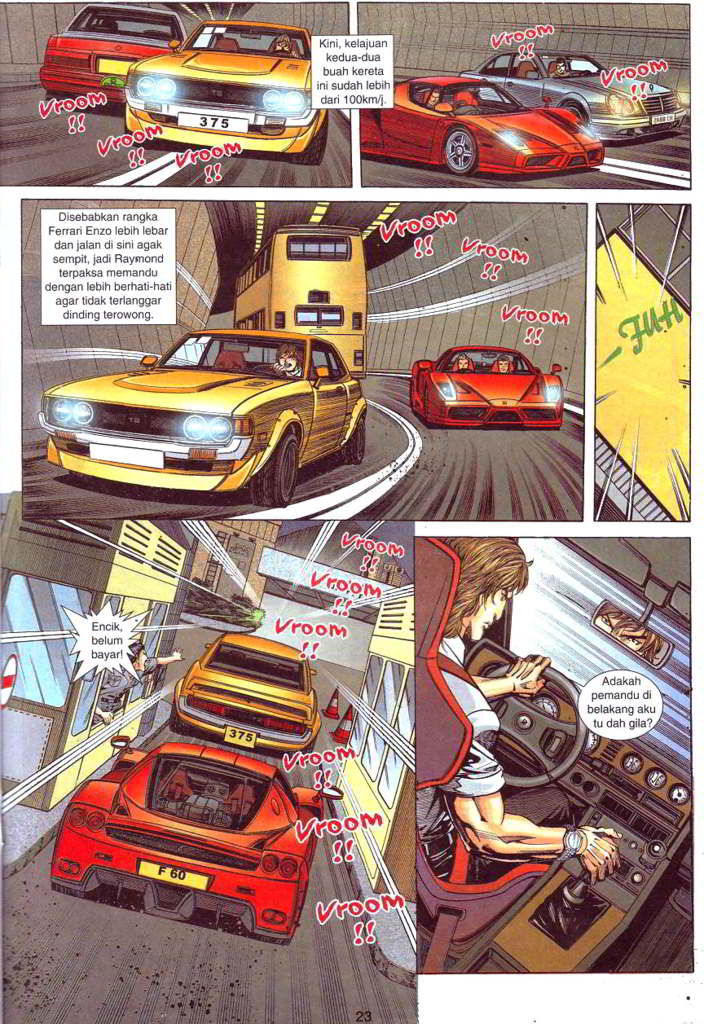 Vroom
!!
Vroom
!!
Vroom
!!
375
Kini, kelajuan
kedua-dua
buah kereta
ini sudah lebih
dari 100km/j.
Vroom
!!
Vroom
!!
Disebabkan rangka
Ferrari Enzo lebih lebar
dan jalan di sini agak
sempit, jadi Raymond
terpaksa memandu
dengan lebih berhati-hati
agar tidak terlanggar
dinding terowong.
Vroom
!!
Vroom
!!
Vroom
!!
FUH
Encik,
belum
bayar!
Vroom
!!
Vroom
!!
Vroom
!!
375
Vroom
!!
Vroom
!!
F 60
Vroom
!!
Adakah
pemandu di
belakang aku
tu dah gila?
23